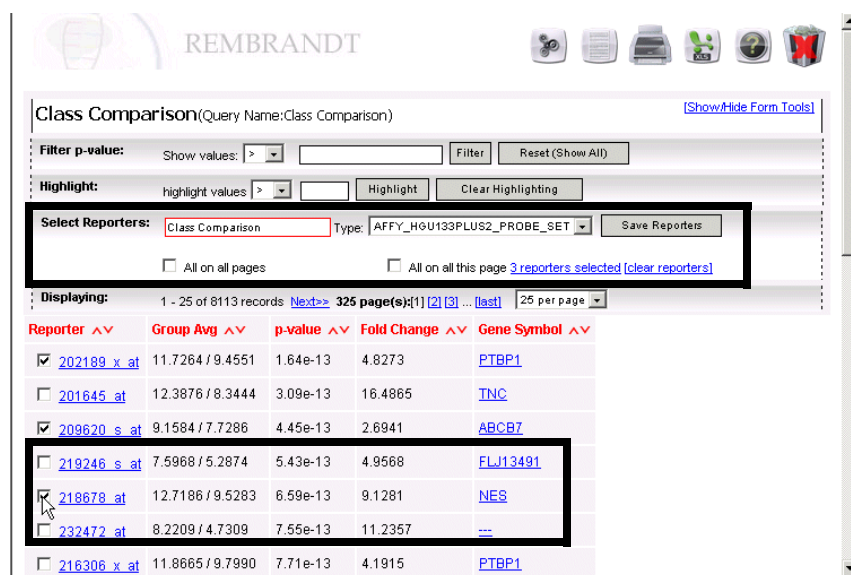 REMBRANDT
XLS
?
Class Comparison(Query Name:Class Comparison)
[Show/Hide Form Tools]
Filter p-value: Show values: > Filter Reset (Show All)
Highlight: highlight values > Highlight Clear Highlighting
Select Reporters: Class Comparison Type: AFFY_HGU133PLUS2_PROBE_SET Save Reporters
All on all pages All on all this page 3 reporters selected [clear reporters]
Displaying: 1 - 25 of 8113 records Next>> 325 page(s):[1] [2] [3] ... [last] 25 per page
Reporter Group Avg p-value Fold Change Gene Symbol
202189_x_at 11.7264 / 9.4551 1.64e-13 4.8273 PTBP1
201645_at 12.3876 / 8.3444 3.09e-13 16.4865 TNC
209620_s_at 9.1584 / 7.7286 4.45e-13 2.6941 ABCB7
219246_s_at 7.5968 / 5.2874 5.43e-13 4.9568 FLJ13491
218678_at 12.7186 / 9.5283 6.59e-13 9.1281 NES
232472_at 8.2209 / 4.7309 7.55e-13 11.2357 ---
216306_x_at 11.8665 / 9.7990 7.71e-13 4.1915 PTBP1